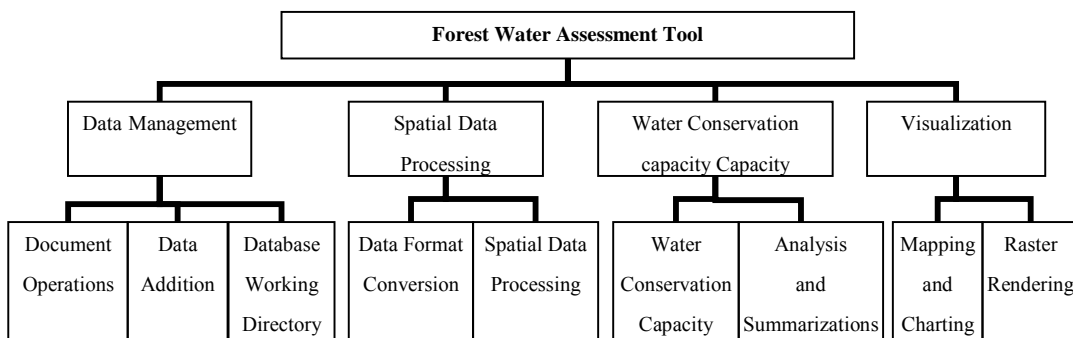 Forest Water Assessment Tool
Data Management
Spatial Data
Processing
Water Conservation
capacity Capacity
Visualization
Document
Operations
Data
Addition
Database
Working
Directory
Data Format
Conversion
Spatial Data
Processing
Water
Conservation
Capacity
Analysis
and
Summarizations
Mapping
and
Charting
Raster
Rendering